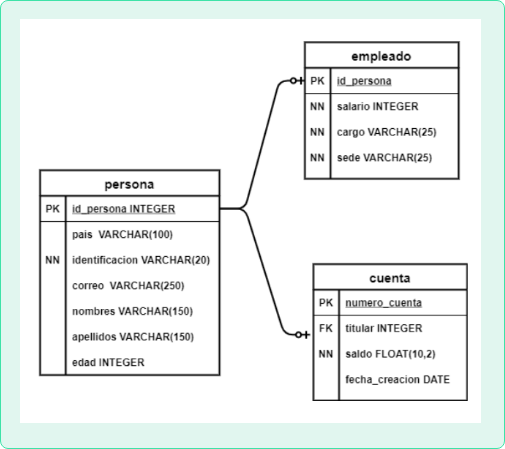 empleado
PK id_persona
NN salario INTEGER
NN cargo VARCHAR(25)
NN sede VARCHAR(25)
persona
PK id_persona INTEGER
pais VARCHAR(100)
NN identificacion VARCHAR(20)
correo VARCHAR(250)
nombres VARCHAR(150)
apellidos VARCHAR(150)
edad INTEGER
cuenta
PK numero_cuenta
FK titular INTEGER
NN saldo FLOAT(10,2)
fecha_creacion DATE